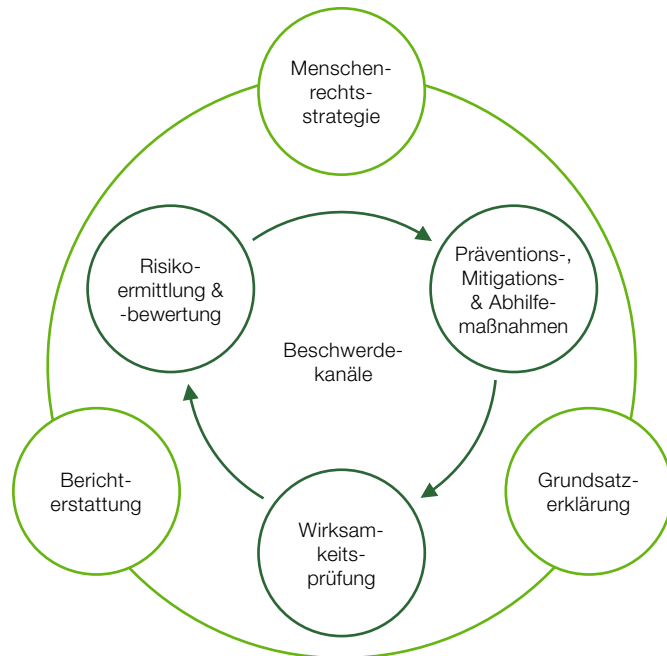 Menschen-
rechts-
strategie
Risiko-
ermittlung &
-bewertung
Präventions-,
Mitigations-
& Abhilfe-
maßnahmen
Beschwerde-
kanäle
Bericht-
erstattung
Grundsatz-
erklärung
Wirksam-
keits-
prüfung